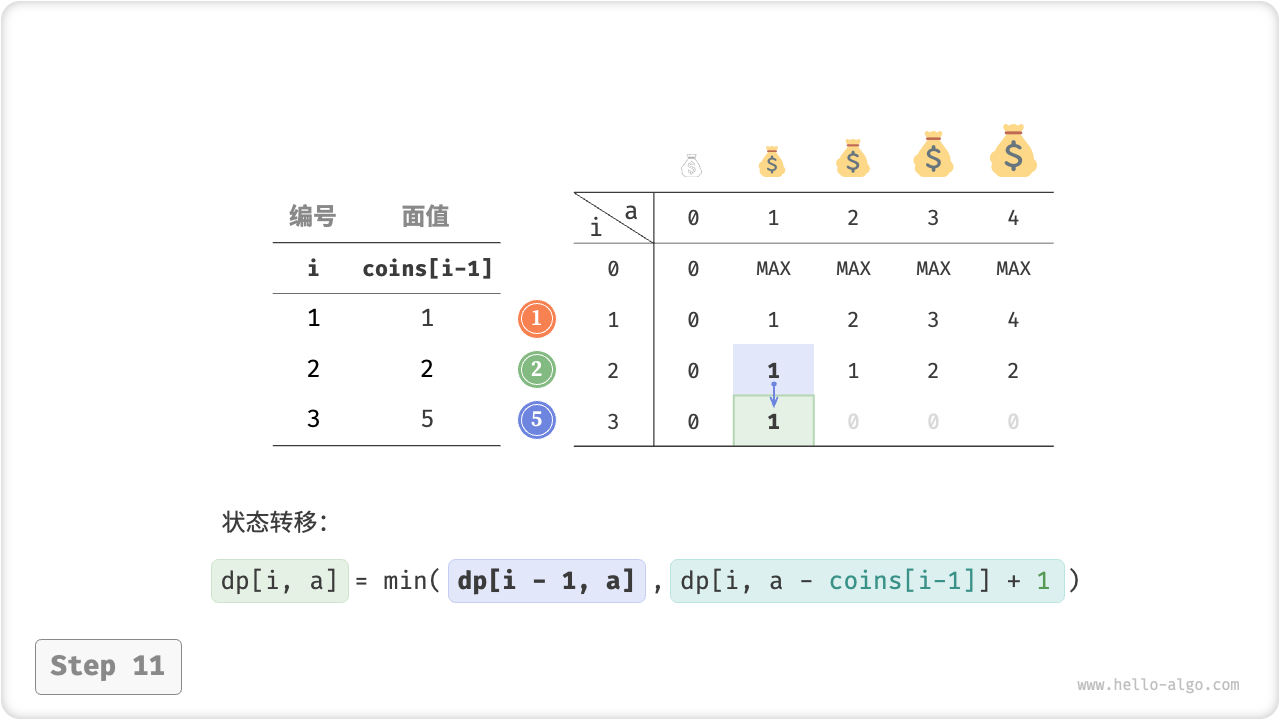 编号 面值
i coins[i-1]
1 1
2 2
3 5
1
2
5
$ $ $ $ $
i a 0 1 2 3 4
0 0 MAX MAX MAX MAX
1 0 1 2 3 4
2 0 1 1 2 2
3 0 1 0 0 0
状态转移：
dp[i, a] = min( dp[i - 1, a] , dp[i, a - coins[i-1]] + 1 )
Step 11
www.hello-algo.com